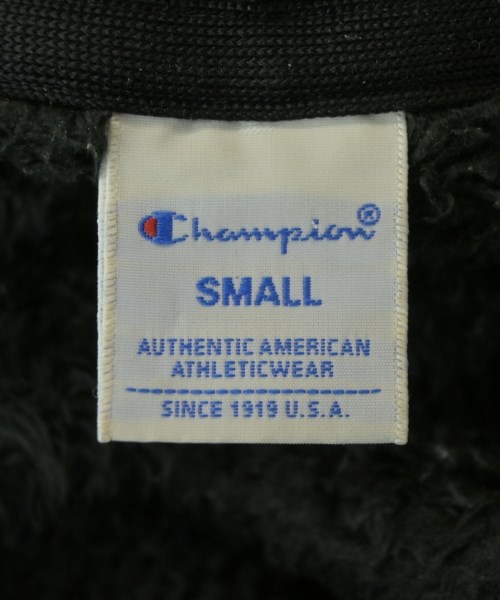 Champion®
SMALL
AUTHENTIC AMERICAN
ATHLETICWEAR
SINCE 1919 U.S.A.